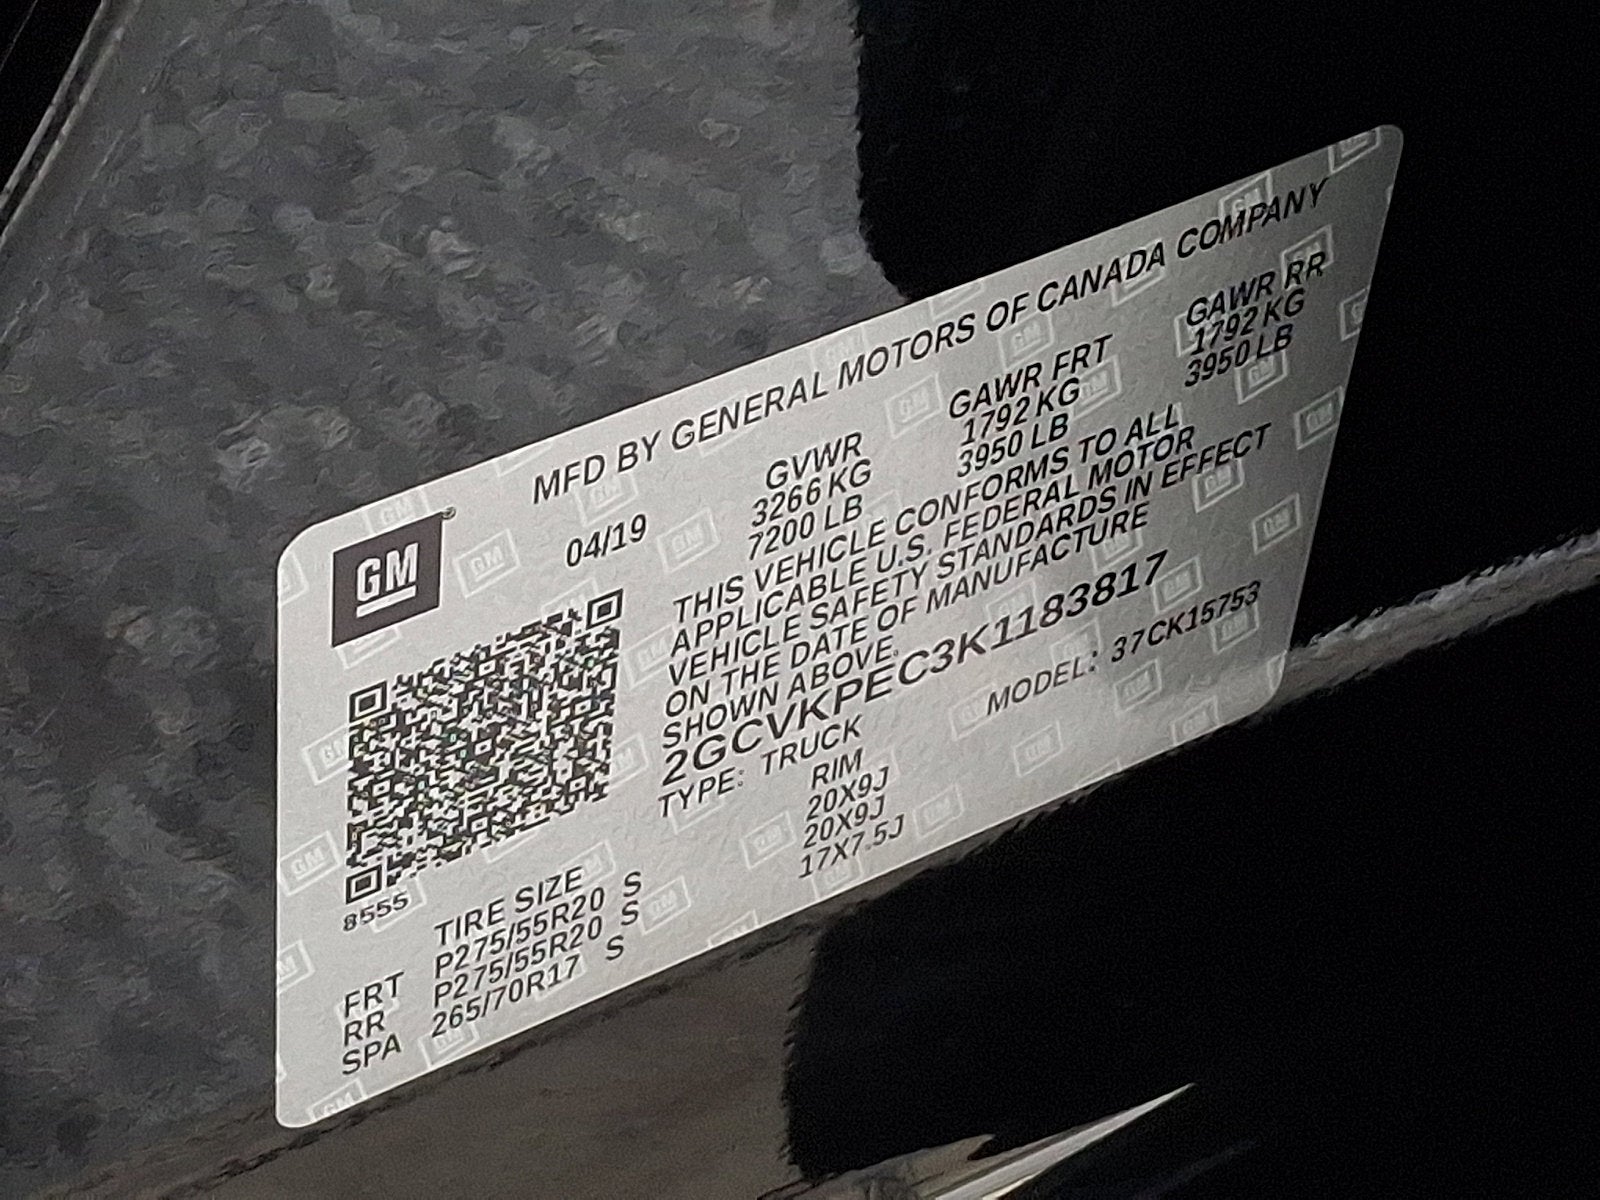 MFD BY GENERAL MOTORS OF CANADA COMPANY
GM
04/19
GVWR GAWR FRT GAWR RR
3266 KG 1792 KG 1792 KG
7200 LB 3950 LB 3950 LB
THIS VEHICLE CONFORMS TO ALL
APPLICABLE U.S. FEDERAL MOTOR
VEHICLE SAFETY STANDARDS IN EFFECT
ON THE DATE OF MANUFACTURE
SHOWN ABOVE.
2GCVKPEC3K1183817
TYPE: TRUCK MODEL: 37CK15753
8555
TIRE SIZE RIM
FRT P275/55R20 S 20X9J
RR P275/55R20 S 20X9J
SPA 265/70R17 S 17X7.5J